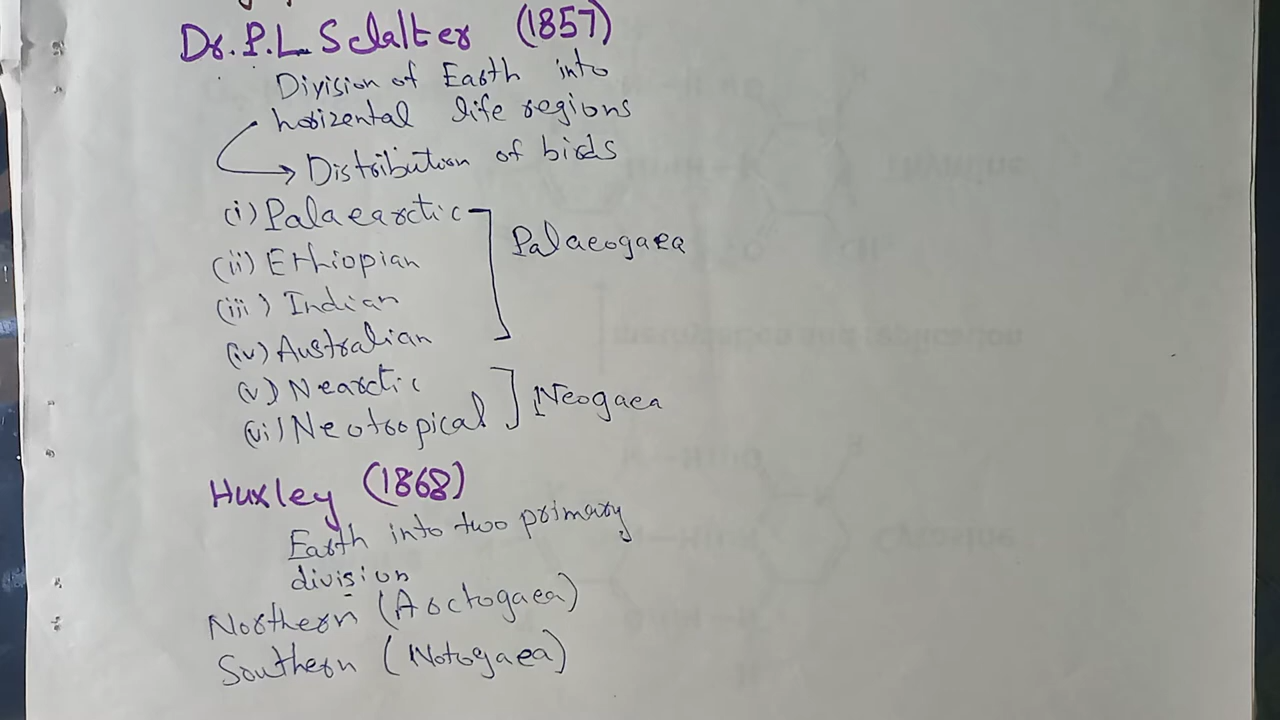 Dr. P.L. Sclalter (1857)
Division of Earth into
horizental life regions
Distribution of birds
(i) Palaearctic
Palaeogaea
(ii) Ethiopian
(iii) Indian
(iv) Australian
(v) Nearctic
Neogaea
(vi) Neotropical
Huxley (1868)
Earth into two primary
division
Northern (Arctogaea)
Southern (Notogaea)